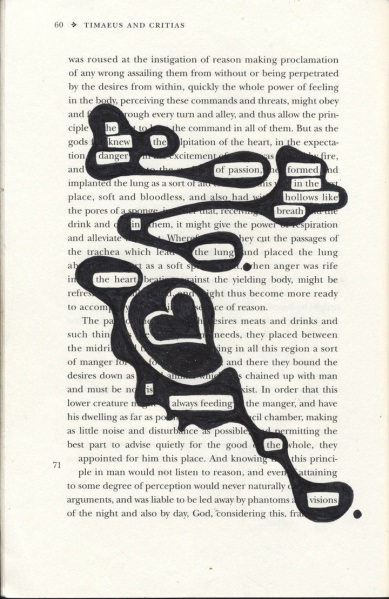 60 ❖ TIMAEUS AND CRITIAS
was roused at the instigation of reason making proclamation
of any wrong assailing them from without or being perpetrated
by the desires from within, quickly the whole power of feeling
in the body, perceiving these commands and threats, might obey
and through every turn and alley, and thus allow the prin-
ciple he to the command in all of them. But as the
gods knew the palpitation of the heart, in the expecta-
danger excitement fire,
and the of passion, formed
implanted the lung as a sort of in the
place, soft and bloodless, and also had hollows like
the pores of a sponge, that, receiving breath the
drink and in them, it might give the power respiration
and alleviate they cut the passages of
the trachea which the lung and placed the lung
about as a soft when anger was rife
in the heart beating against the yielding body, might be
might thus become more ready
to of reason.
The desires meats and drinks and
such needs, they placed between
the in all this region a sort
of manger and there they bound the
desires down as chained up with man
and must be is exist. In order that this
lower creature always feeding the manger, and have
his dwelling as far as council chamber, making
as little noise and disturbance as possible permitting the
best part to advise quietly for the good the whole, they
71 appointed for him this place. And knowing this princi-
ple in man would not listen to reason, and even attaining
to some degree of perception would never naturally
arguments, and was liable to be led away by phantoms visions
of the night and also by day, God, considering this,